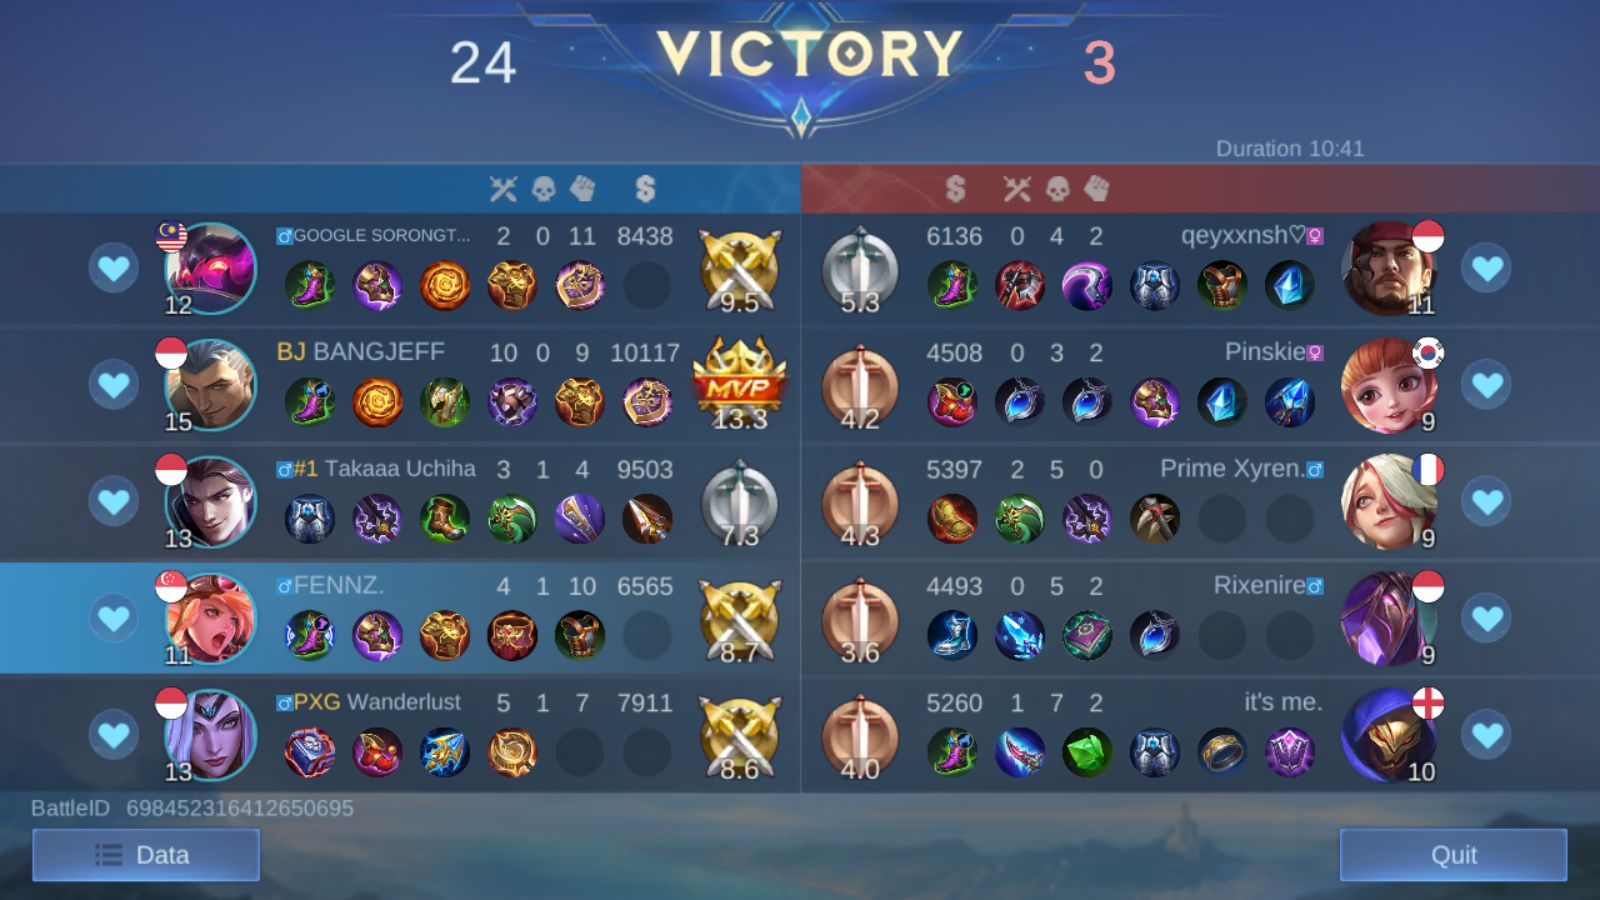 24 VICTORY 3
Duration 10:41
GOOGLE SORONGT... 2 0 11 8438
12 9.5
6136 0 4 2 qeyxxnsh♡
5.3 11
BJ BANGJEFF 10 0 9 10117
MVP
15 13.3
4508 0 3 2 Pinskie
4.2 9
#1 Takaaa Uchiha 3 1 4 9503
13 7.3
5397 2 5 0 Prime Xyren.
4.3 9
FENNZ. 4 1 10 6565
11 8.7
4493 0 5 2 Rixenire
3.6 9
PXG Wanderlust 5 1 7 7911
13 8.6
5260 1 7 2 it's me.
4.0 10
BattleID 698452316412650695
Data
Quit